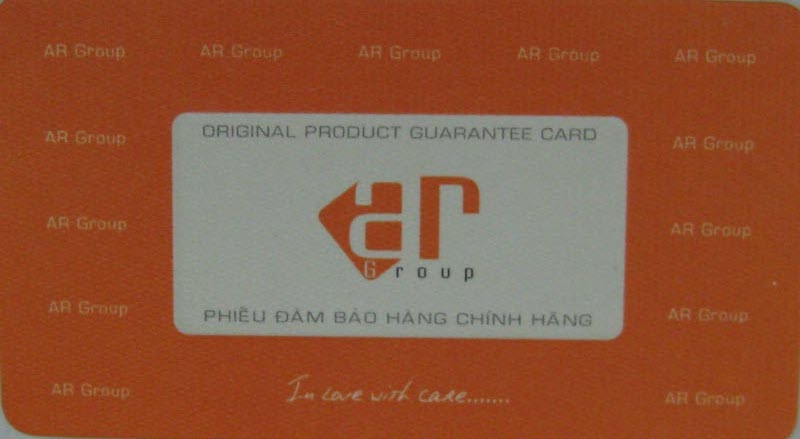 AR Group AR Group AR Group AR Group AR Group
AR Group AR Group
ORIGINAL PRODUCT GUARANTEE CARD
ar
Group
AR Group AR Group
AR Group AR Group
PHIẾU ĐẢM BẢO HÀNG CHÍNH HÃNG
AR Group AR Group
In love with care.......